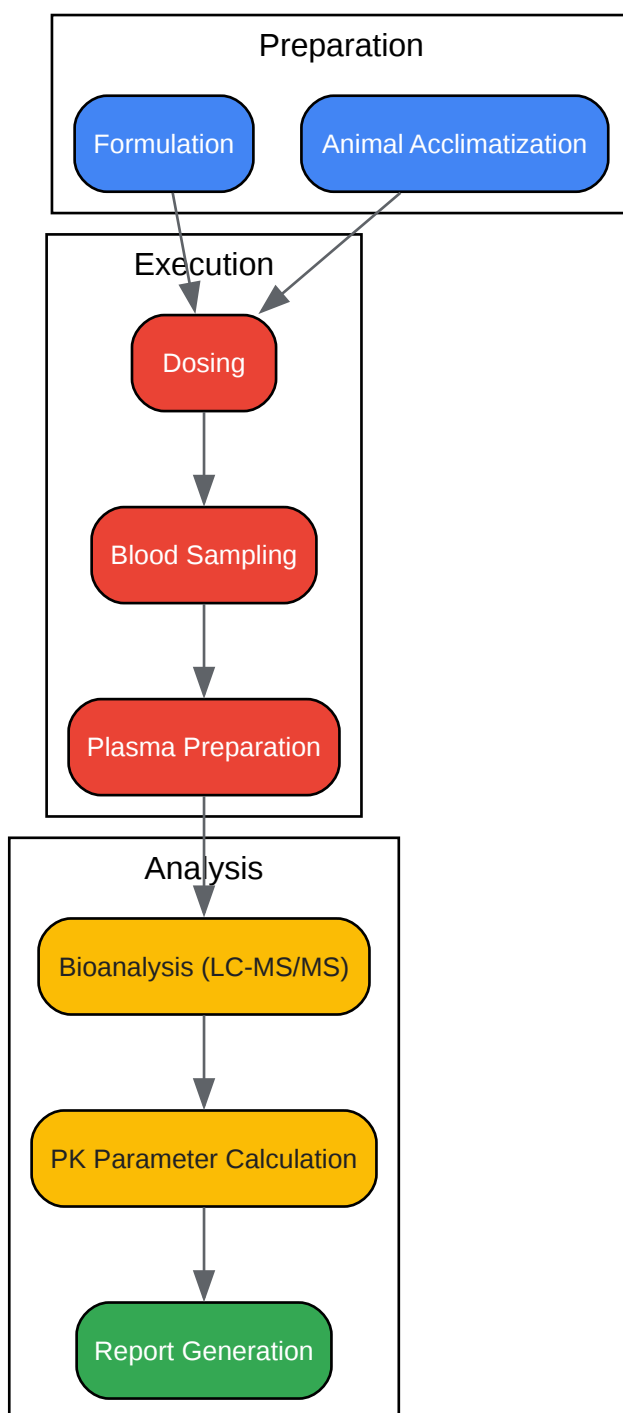 Preparation
Formulation
Animal Acclimatization
Execution
Dosing
Blood Sampling
Plasma Preparation
Analysis
Bioanalysis (LC-MS/MS)
PK Parameter Calculation
Report Generation